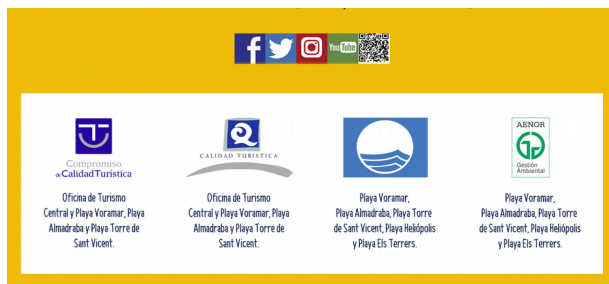 You Tube
Compromiso
de Calidad Turística
Oficina de Turismo
Central y Playa Voramar, Playa
Almadraba y Playa Torre de
Sant Vicent.
Q
CALIDAD TURISTICA
Oficina de Turismo
Central y Playa Voramar, Playa
Almadraba y Playa Torre de
Sant Vicent.
Playa Voramar,
Playa Almadraba, Playa Torre
de Sant Vicent, Playa Heliópolis
y Playa Els Terrers.
AENOR
Gestión
Ambiental
Playa Voramar,
Playa Almadraba, Playa Torre
de Sant Vicent, Playa Heliópolis
y Playa Els Terrers.